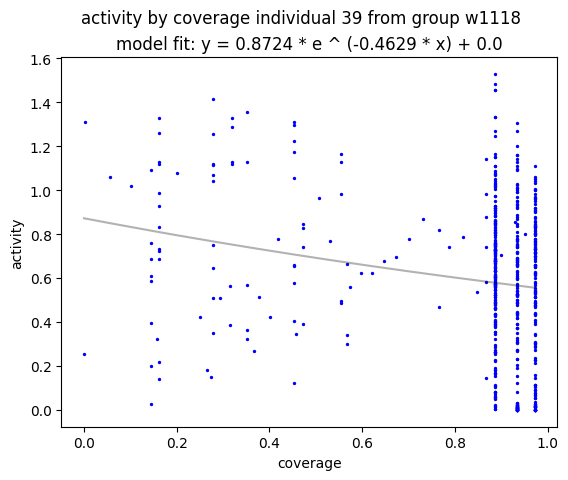 activity by coverage individual 39 from group w1118
model fit: y = 0.8724 * e ^ (-0.4629 * x) + 0.0
1.6
1.4
1.2
1.0
0.8
0.6
0.4
0.2
0.0
activity
0.0 0.2 0.4 0.6 0.8 1.0
coverage